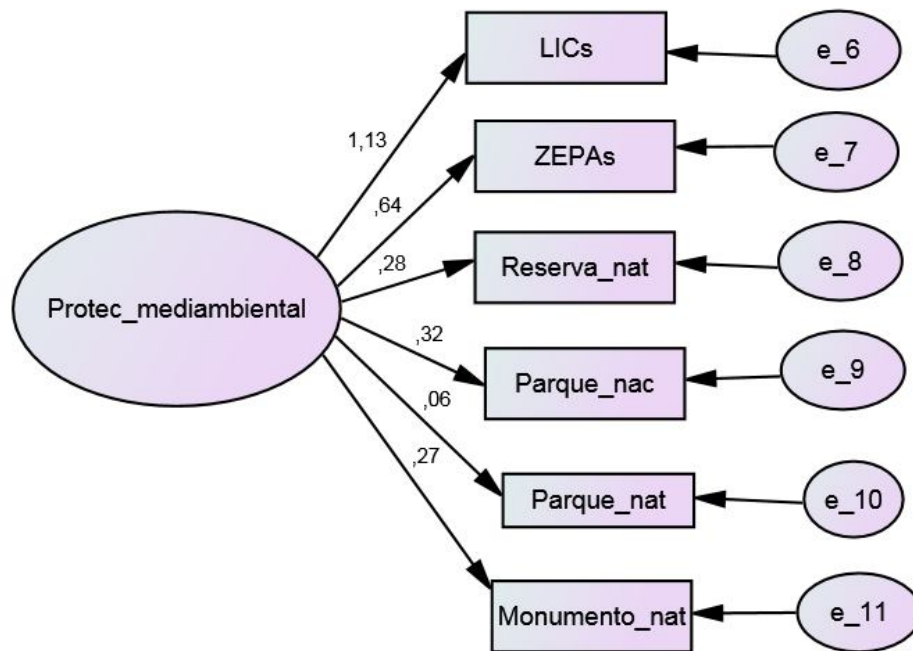 LICs
e_6
1,13
ZEPAs
e_7
,64
Reserva_nat
e_8
,28
Protec_mediambiental
,32
Parque_nac
e_9
,06
Parque_nat
e_10
,27
Monumento_nat
e_11